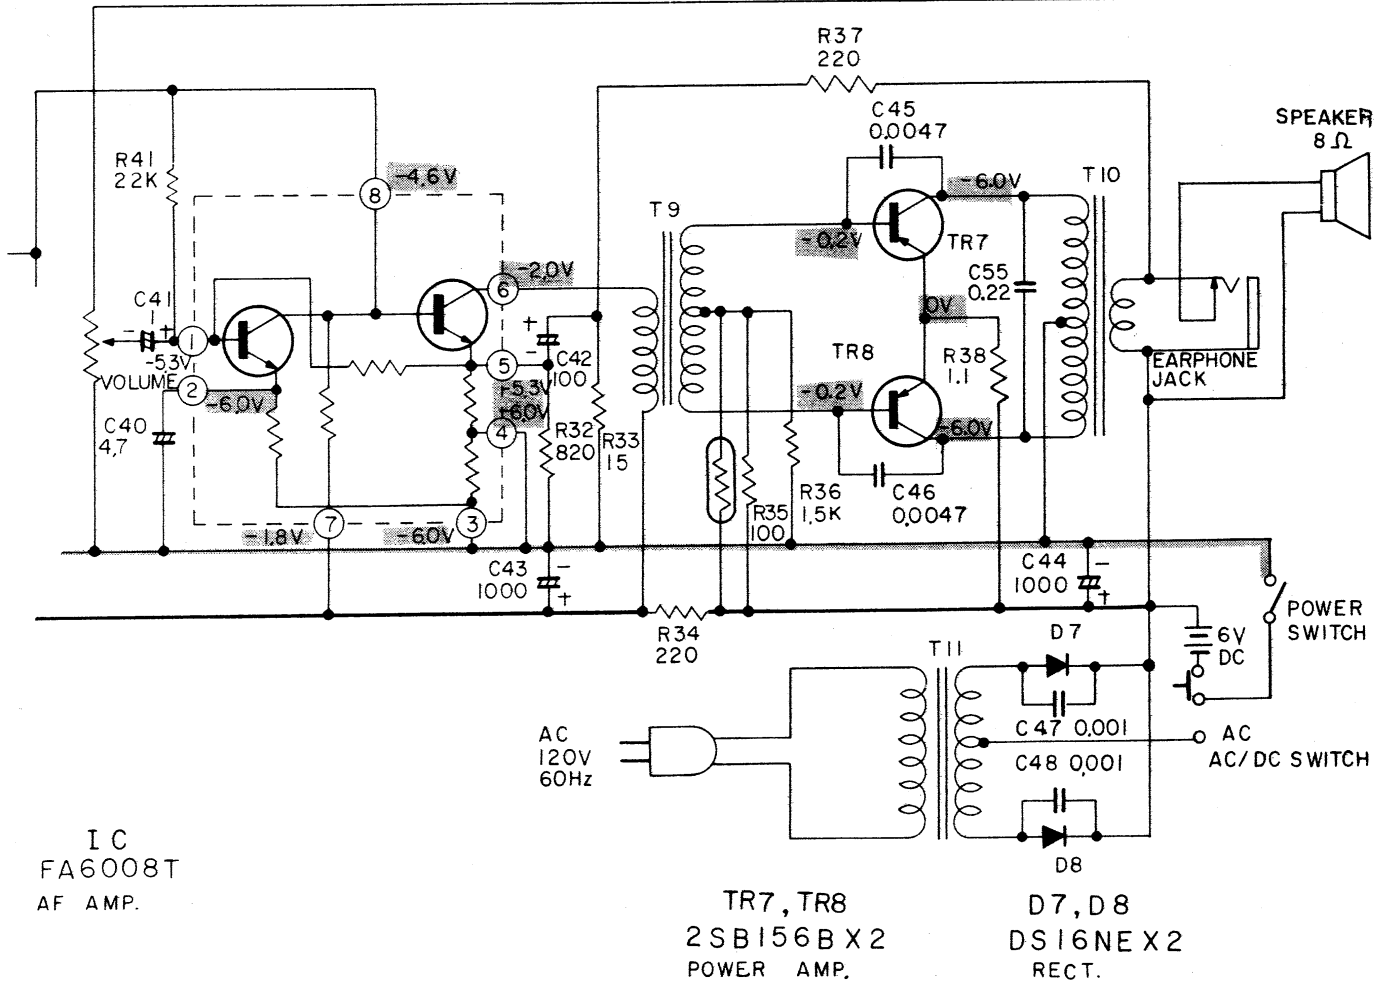 R37
220
C45
0.0047
SPEAKER
8Ω
R41
22K
-4.6V
8
T9
-6.0V
T10
-0.2V
TR7
-2.0V
6
C55
0.22
0V
C41
- +
1
-5.3V
VOLUME
+
-
C42
100
5
TR8
R38
1.1
EARPHONE
JACK
2
-6.0V
-5.3V
-6.0V
4
-0.2V
-6.0V
C40
4.7
R32
820
R33
15
R36
1.5K
C46
0.0047
R35
100
7
-1.8V
-6.0V
3
C43
1000
-
+
C44
1000
-
+
R34
220
T11
D7
6V
DC
POWER
SWITCH
C47 0.001
C48 0.001
AC
AC/DC SWITCH
AC
120V
60Hz
D8
IC
FA6008T
AF AMP.
TR7, TR8
2SB156B X 2
POWER AMP.
D7, D8
DS16NE X 2
RECT.